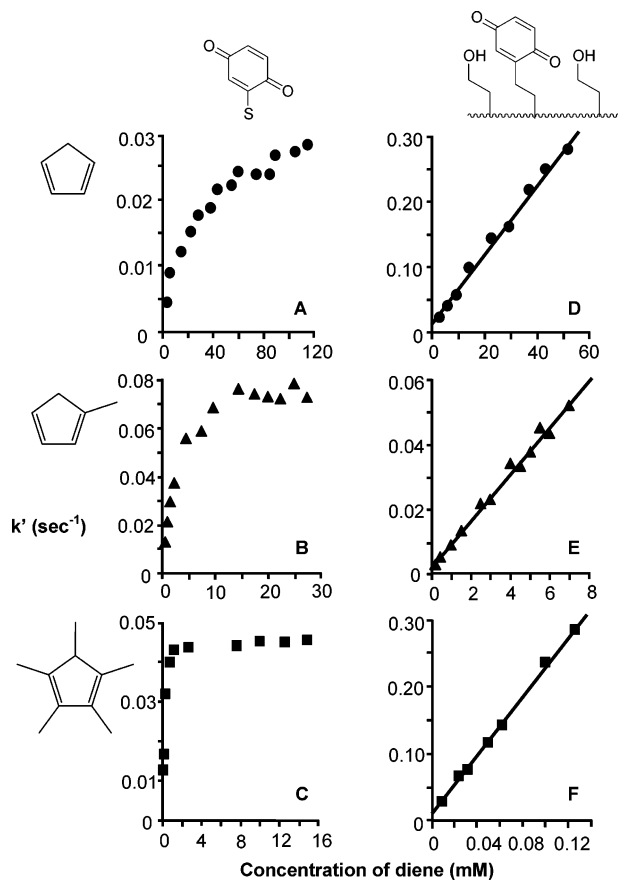 O
O
S
OH
O
O
OH
0.03
0.02
0.01
0
0 40 80 120
A
0.30
0.20
0.10
0
0 20 40 60
D
0.08
0.06
0.04
0.02
0
0 10 20 30
B
0.06
0.04
0.02
0
0 2 4 6 8
E
k' (sec-1)
0.05
0.03
0.01
0
0 4 8 12 16
C
0.30
0.20
0.10
0
0 0.04 0.08 0.12
F
Concentration of diene (mM)